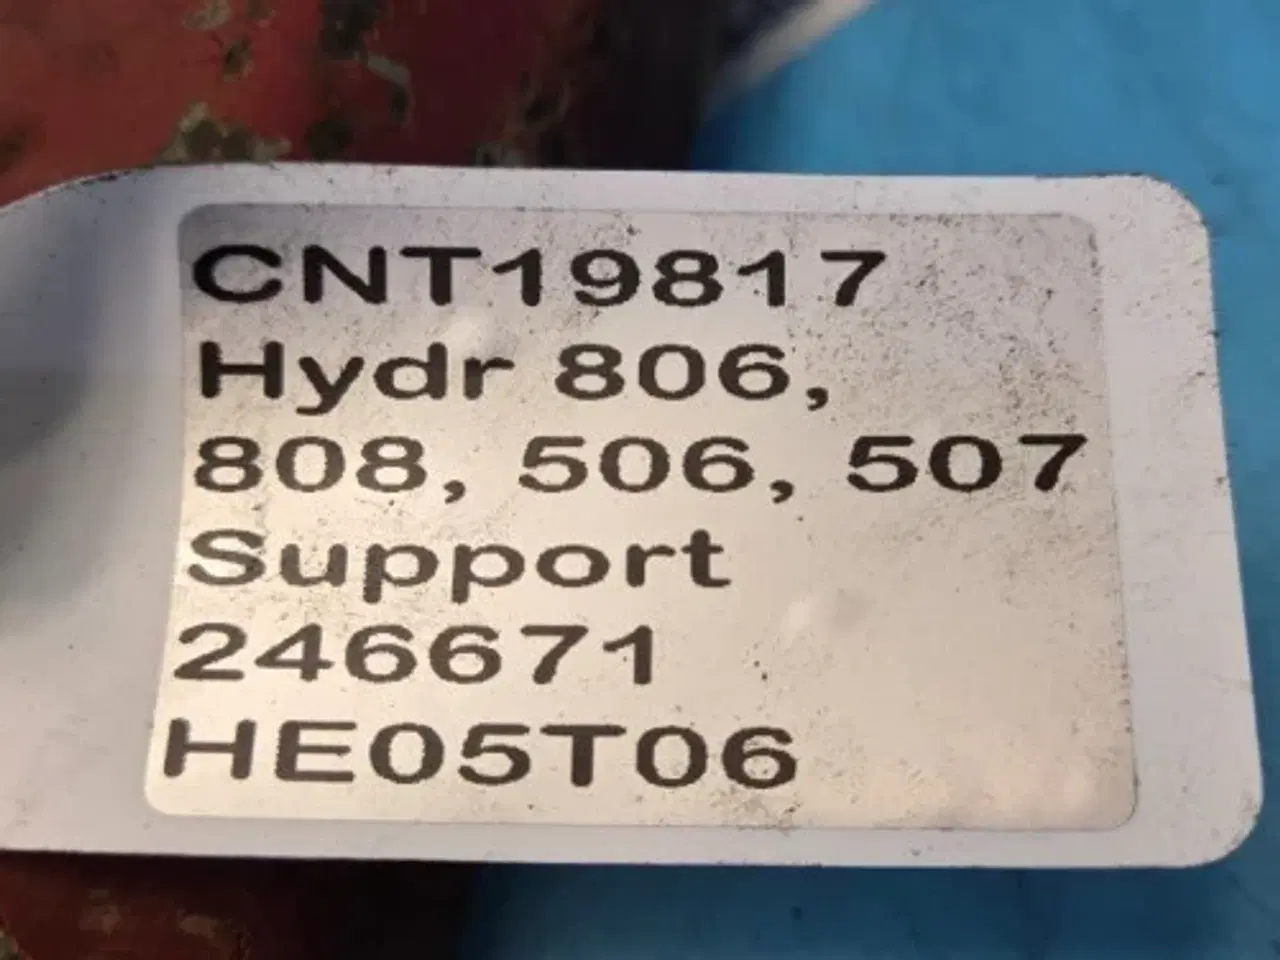 CNT19817
Hydr 806,
808, 506, 507
Support
246671
HE05T06